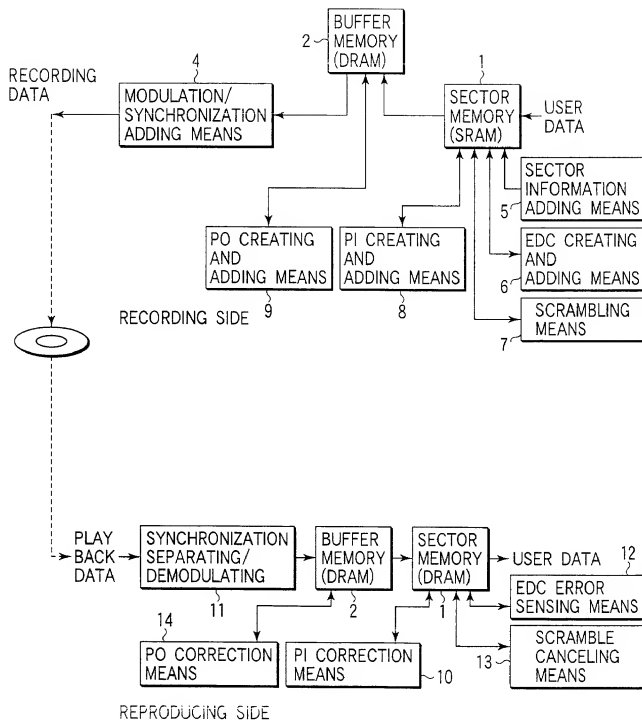 BUFFER
MEMORY
(DRAM)
2
4
1
RECORDING
DATA
MODULATION/
SYNCHRONIZATION
ADDING MEANS
SECTOR
MEMORY
(SRAM)
USER
DATA
SECTOR
INFORMATION
ADDING MEANS
5
PO CREATING
AND
ADDING MEANS
9
PI CREATING
AND
ADDING MEANS
8
EDC CREATING
AND
ADDING MEANS
6
SCRAMBLING
MEANS
7
RECORDING SIDE
PLAY
BACK
DATA
SYNCHRONIZATION
SEPARATING/
DEMODULATING
11
BUFFER
MEMORY
(DRAM)
2
SECTOR
MEMORY
(DRAM)
1
USER DATA
12
EDC ERROR
SENSING MEANS
14
PO CORRECTION
MEANS
PI CORRECTION
MEANS
10
SCRAMBLE
CANCELING
MEANS
13
REPRODUCING SIDE